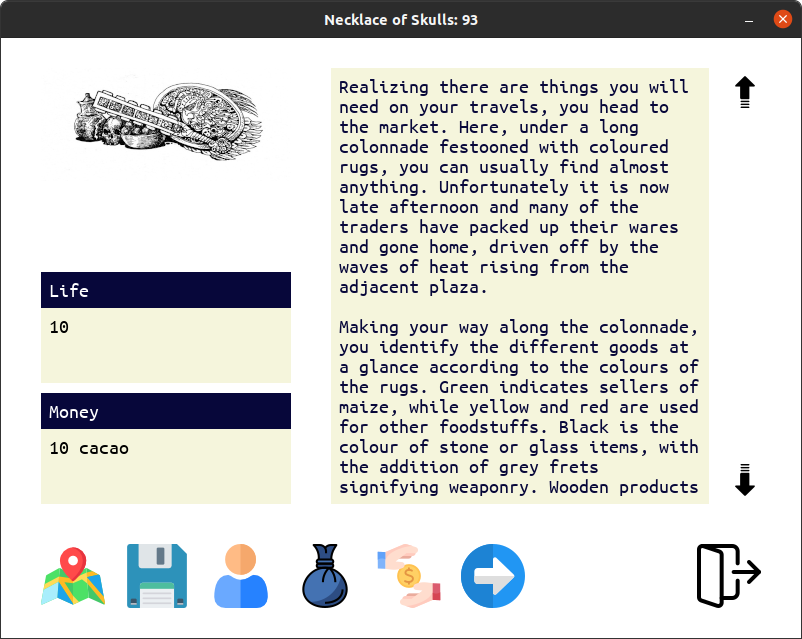 Necklace of Skulls: 93
Realizing there are things you will
need on your travels, you head to
the market. Here, under a long
colonnade festooned with coloured
rugs, you can usually find almost
anything. Unfortunately it is now
late afternoon and many of the
traders have packed up their wares
and gone home, driven off by the
waves of heat rising from the
adjacent plaza.

Making your way along the colonnade,
you identify the different goods at
a glance according to the colours of
the rugs. Green indicates sellers of
maize, while yellow and red are used
for other foodstuffs. Black is the
colour of stone or glass items, with
the addition of grey frets
signifying weaponry. Wooden products
Life
10
Money
10 cacao